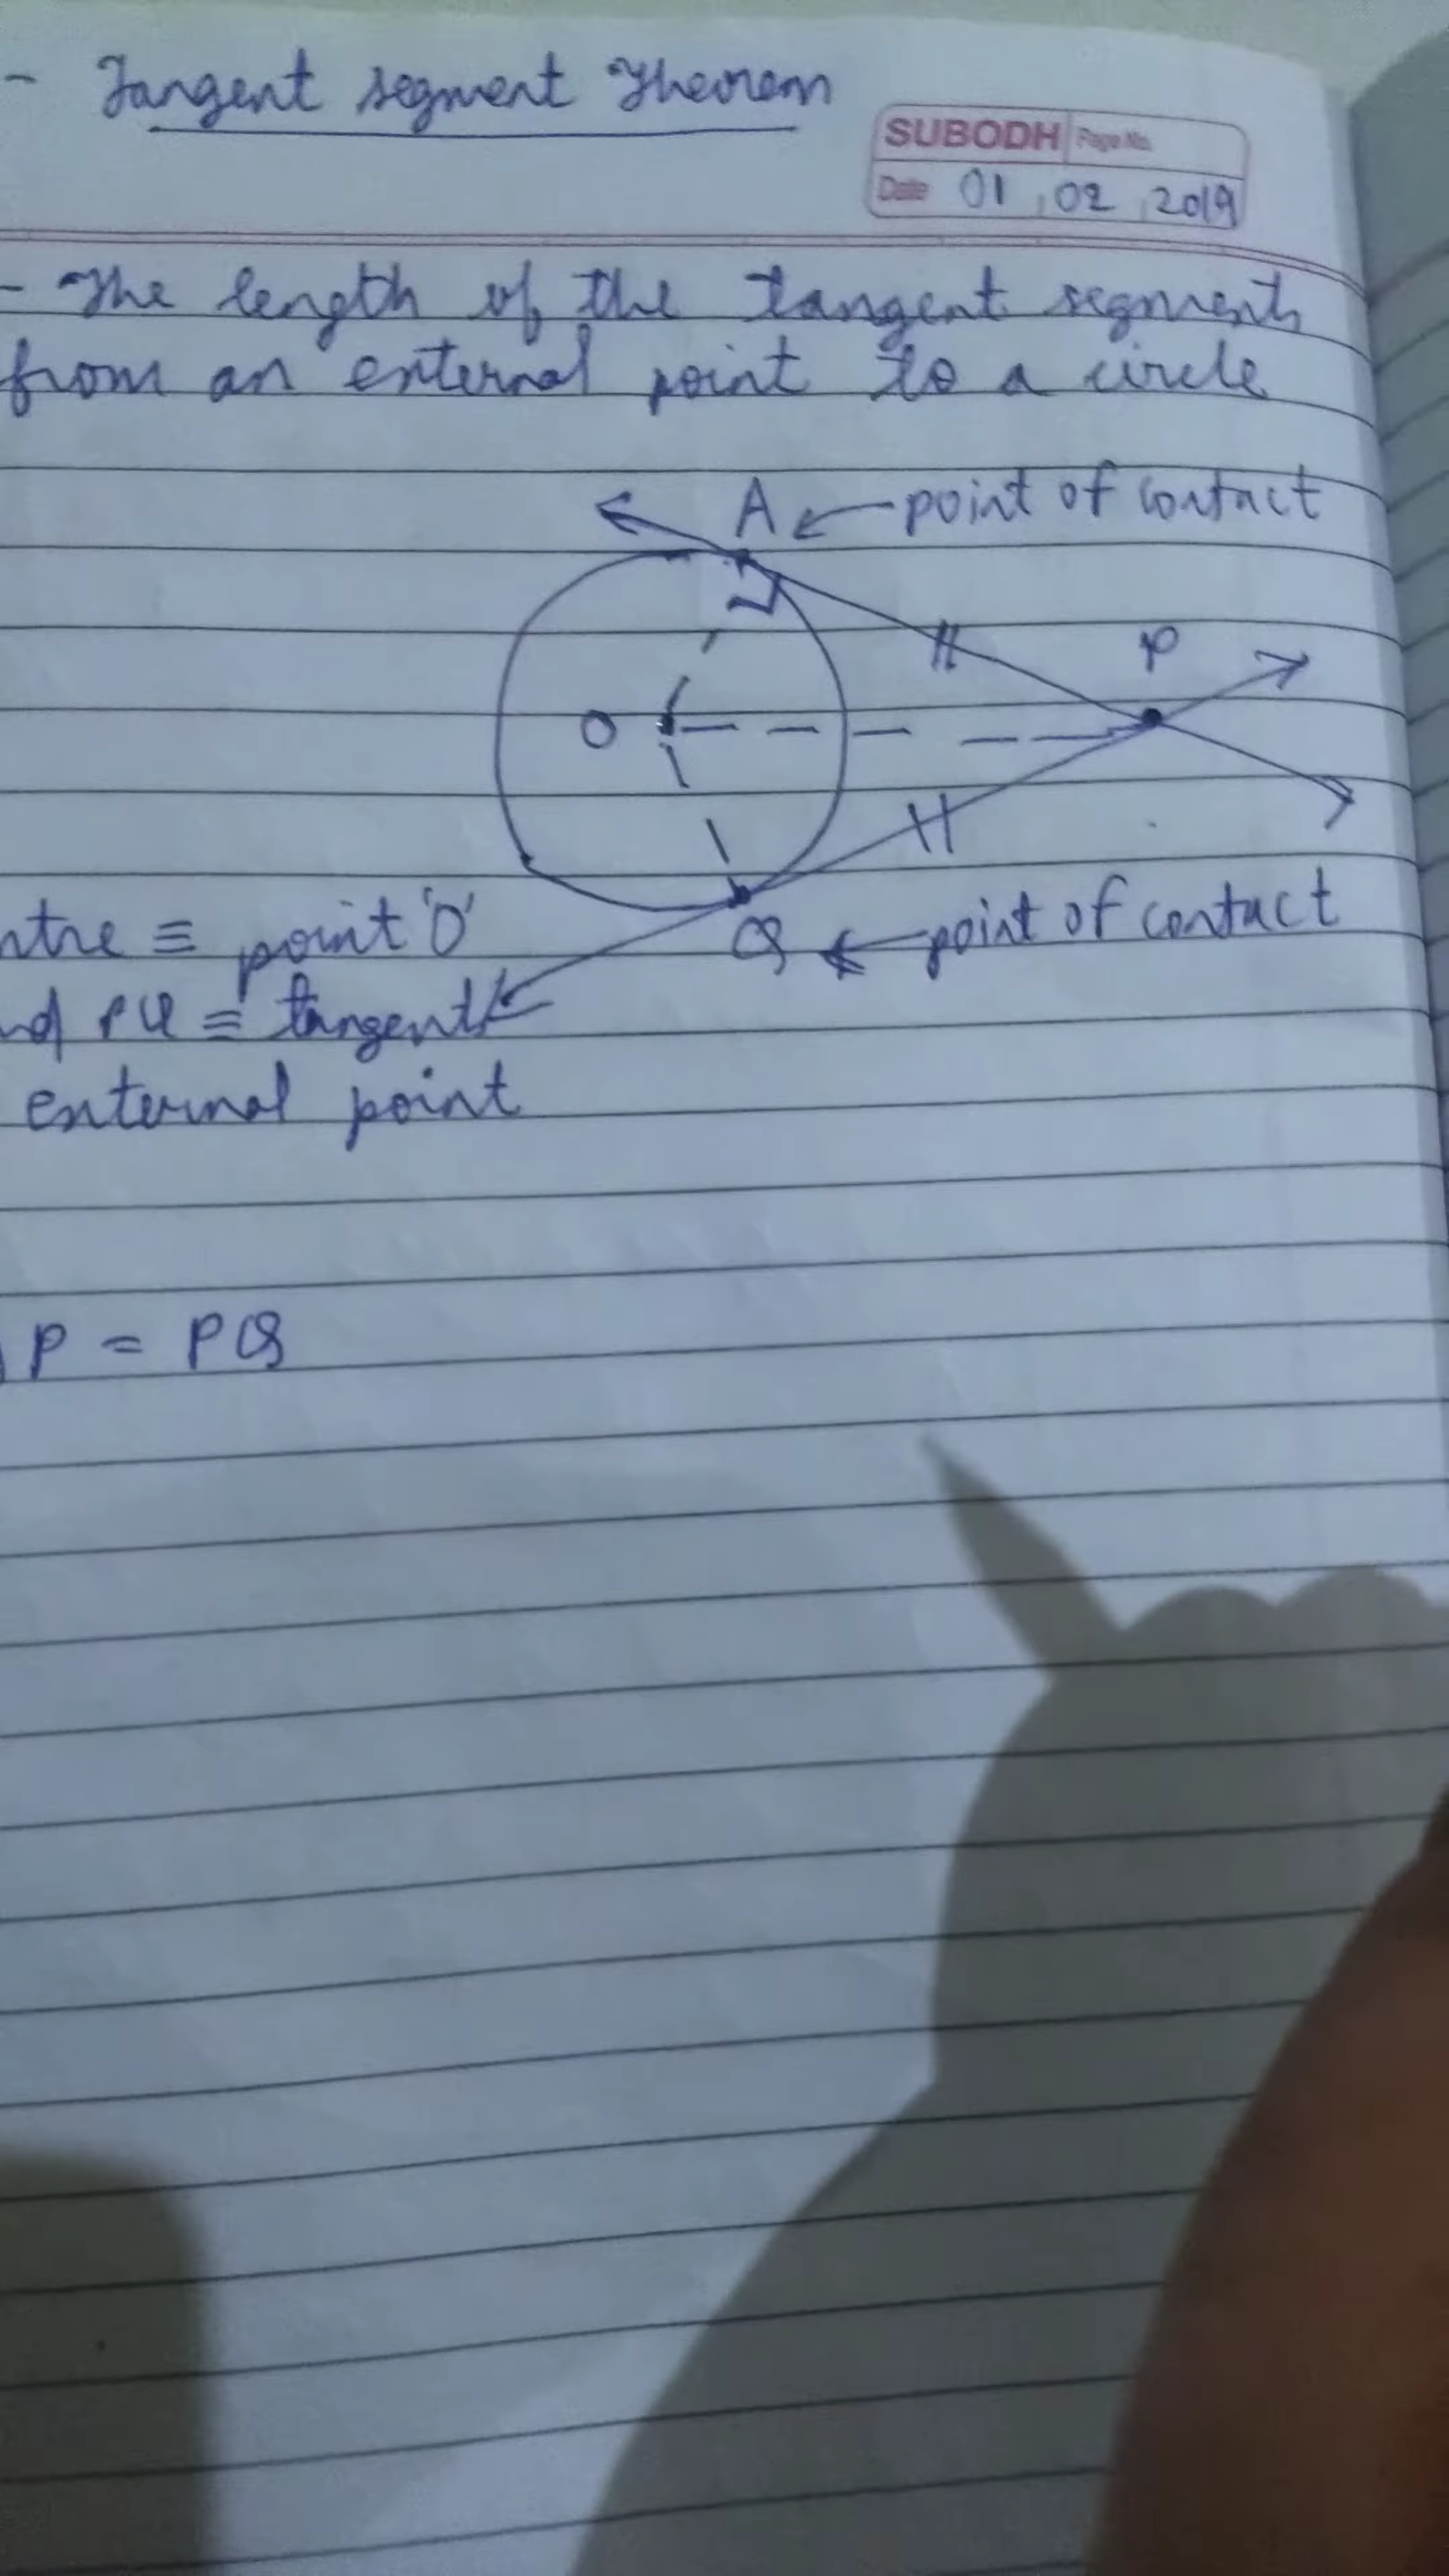 - Tangent segment Theorem
SUBODH Page No.
Date 01 , 02 , 2019
- The length of the tangent segments
from an external point to a circle
A ← point of contact
P
O
ntre ≡ point 'O'
Q ← point of contact
nd PQ ≡ tangents
external point
P = PQ